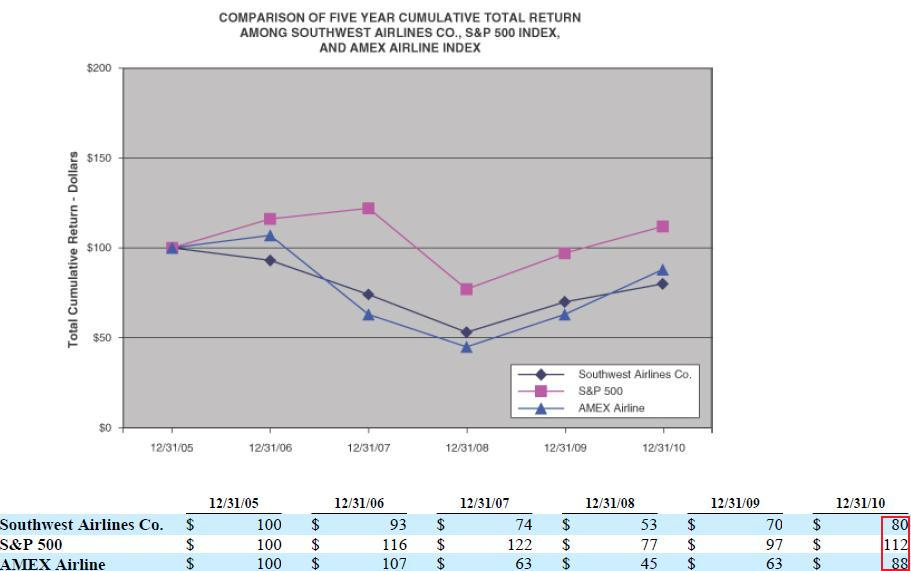 COMPARISON OF FIVE YEAR CUMULATIVE TOTAL RETURN
AMONG SOUTHWEST AIRLINES CO., S&P 500 INDEX,
AND AMEX AIRLINE INDEX
Total Cumulative Return - Dollars
$200
$150
$100
$50
$0
12/31/05 12/31/06 12/31/07 12/31/08 12/31/09 12/31/10
Southwest Airlines Co.
S&P 500
AMEX Airline
12/31/05 12/31/06 12/31/07 12/31/08 12/31/09 12/31/10
Southwest Airlines Co. $ 100 $ 93 $ 74 $ 53 $ 70 $ 80
S&P 500 $ 100 $ 116 $ 122 $ 77 $ 97 $ 112
AMEX Airline $ 100 $ 107 $ 63 $ 45 $ 63 $ 88